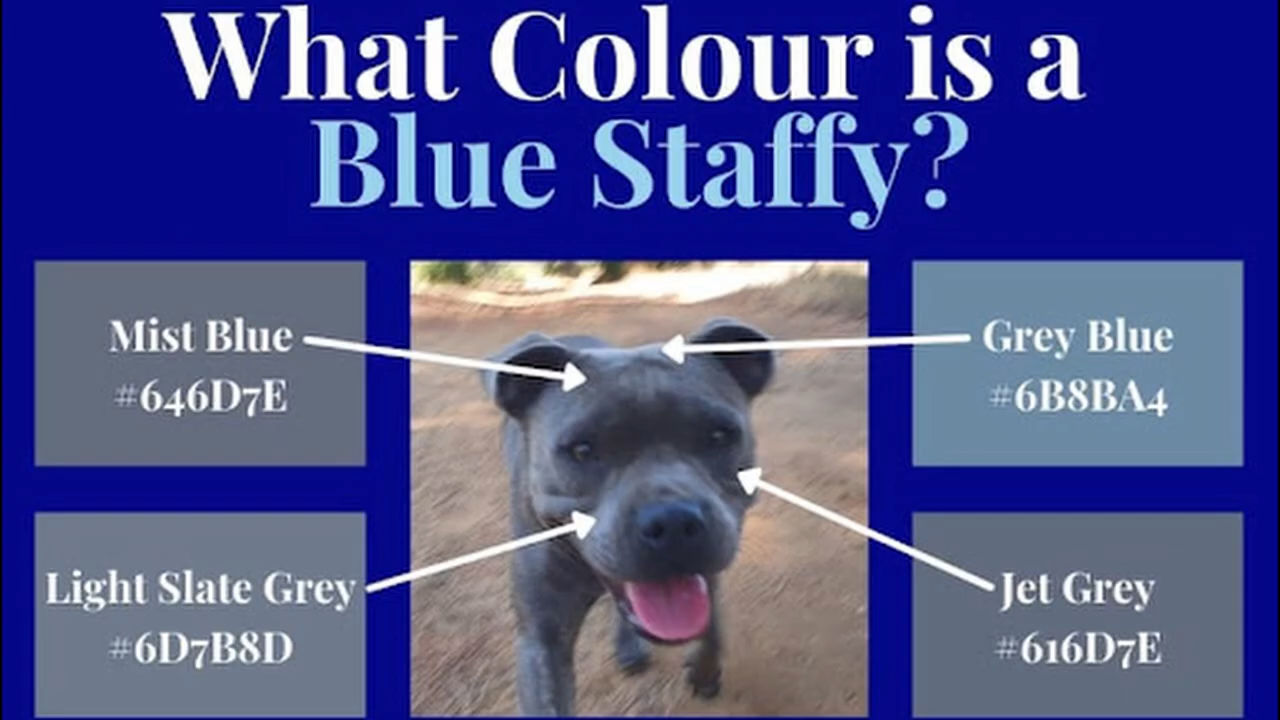 What Colour is a
Blue Staffy?
Mist Blue
#646D7E
Grey Blue
#6B8BA4
Light Slate Grey
#6D7B8D
Jet Grey
#616D7E